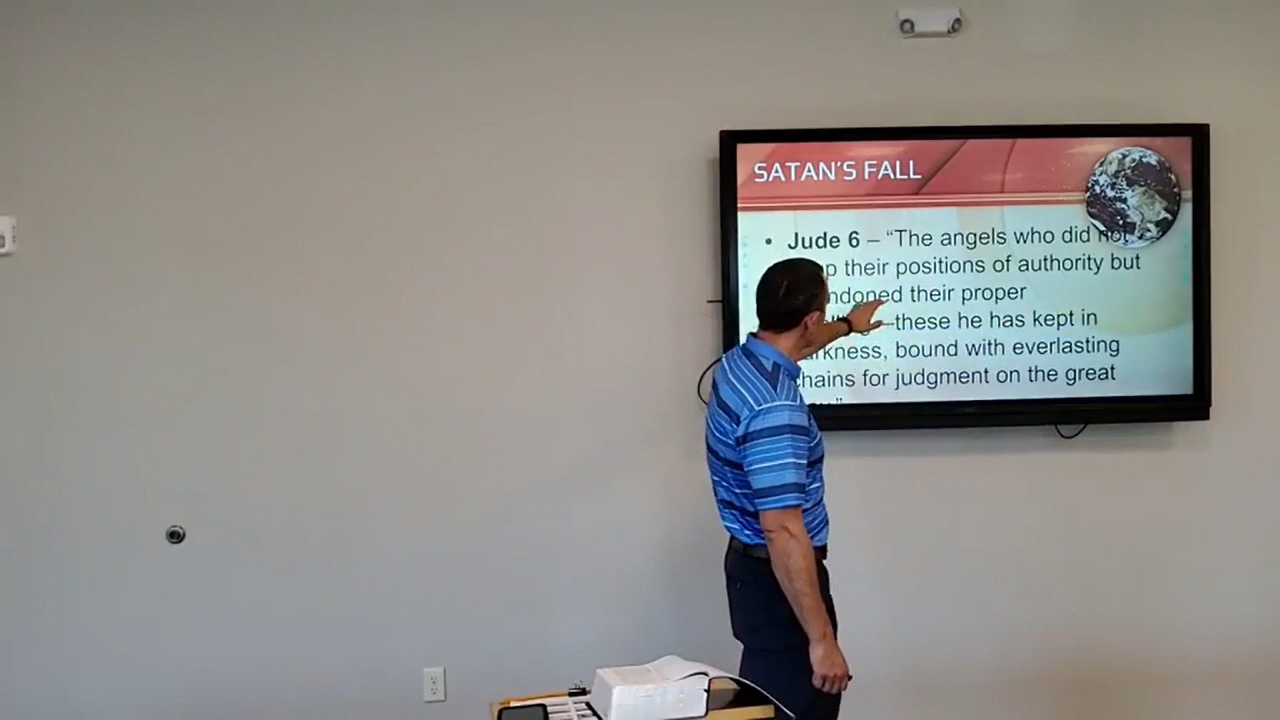 SATAN'S FALL
• Jude 6 – “The angels who did not
their positions of authority but
their proper
—these he has kept in
bound with everlasting
for judgment on the great